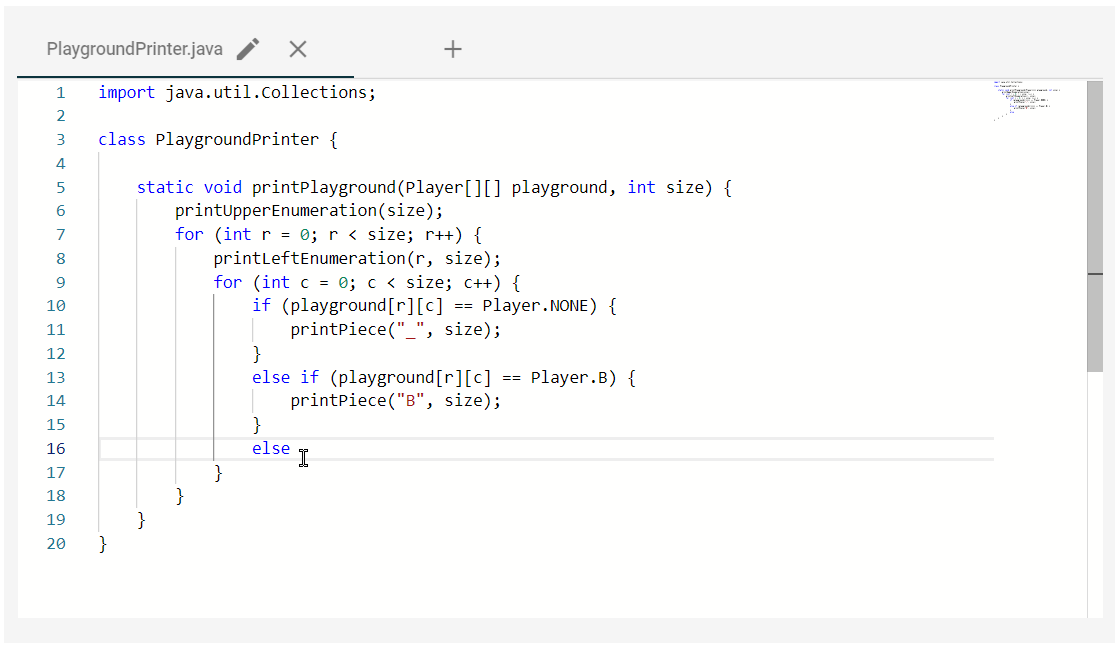 PlaygroundPrinter.java
1 import java.util.Collections;
2
3 class PlaygroundPrinter {
4
5     static void printPlayground(Player[][] playground, int size) {
6         printUpperEnumeration(size);
7         for (int r = 0; r < size; r++) {
8             printLeftEnumeration(r, size);
9             for (int c = 0; c < size; c++) {
10                 if (playground[r][c] == Player.NONE) {
11                     printPiece("_", size);
12                 }
13                 else if (playground[r][c] == Player.B) {
14                     printPiece("B", size);
15                 }
16                 else
17             }
18         }
19     }
20 }